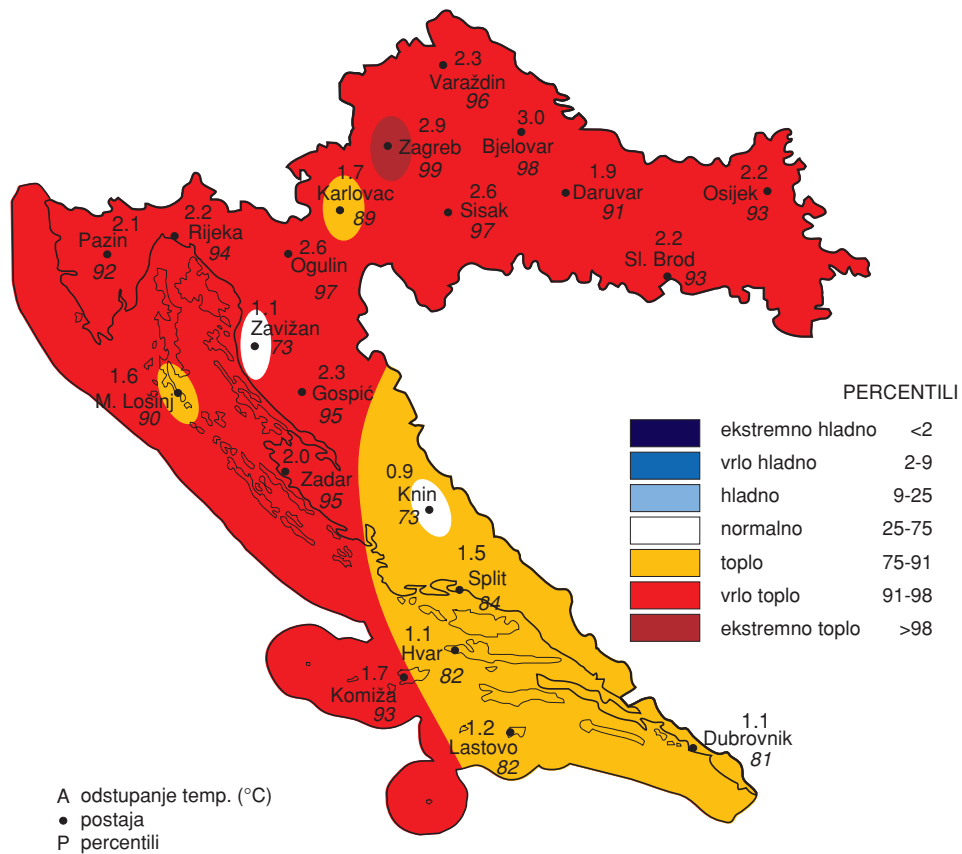 2.3
Varaždin
96
2.9
Zagreb
99
3.0
Bjelovar
98
1.7
Karlovac
89
2.6
Sisak
97
1.9
Daruvar
91
2.2
Osijek
93
2.1
Pazin
92
2.2
Rijeka
94
2.6
Ogulin
97
2.2
Sl. Brod
93
1.1
Zavižan
73
1.6
M. Lošinj
90
2.3
Gospić
95
2.0
Zadar
95
0.9
Knin
73
1.5
Split
84
1.1
Hvar
82
1.7
Komiža
93
1.2
Lastovo
82
1.1
Dubrovnik
81
PERCENTILI
ekstremno hladno <2
vrlo hladno 2-9
hladno 9-25
normalno 25-75
toplo 75-91
vrlo toplo 91-98
ekstremno toplo >98
A odstupanje temp. (°C)
● postaja
P percentili